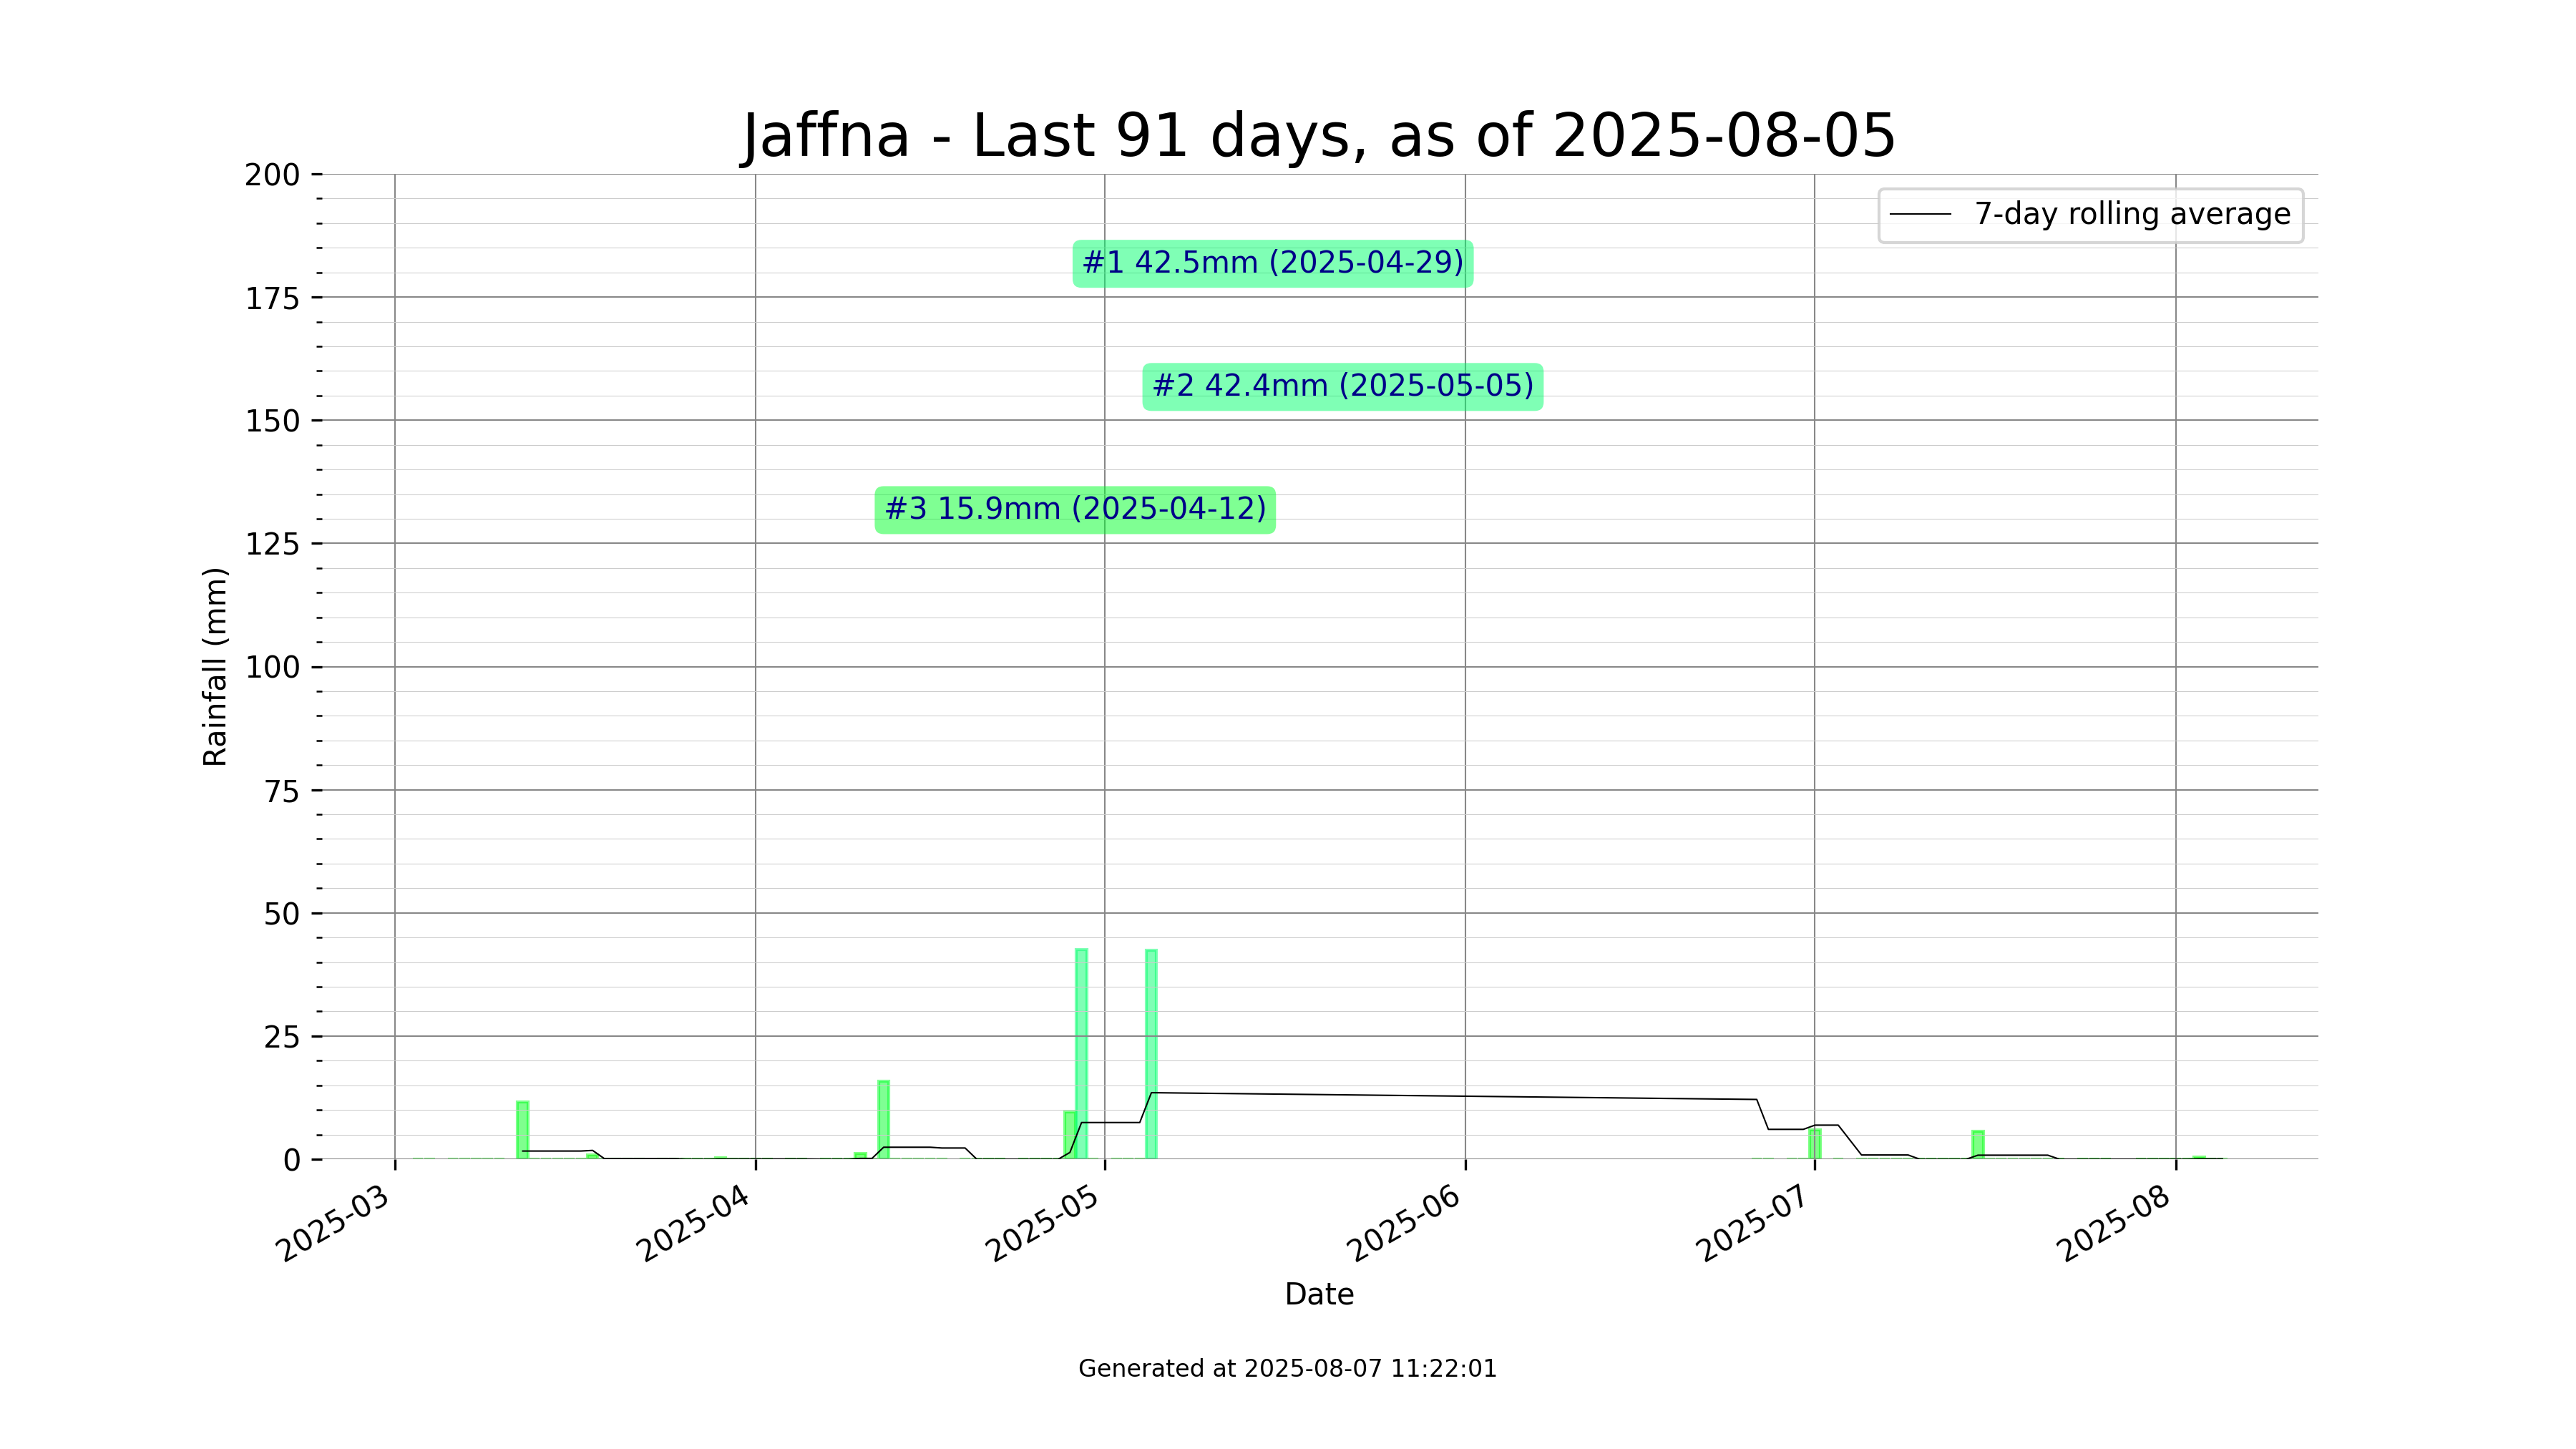 Jaffna - Last 91 days, as of 2025-08-05
7-day rolling average
#1 42.5mm (2025-04-29)
#2 42.4mm (2025-05-05)
#3 15.9mm (2025-04-12)
Rainfall (mm)
200
175
150
125
100
75
50
25
0
2025-03
2025-04
2025-05
2025-06
2025-07
2025-08
Date
Generated at 2025-08-07 11:22:01